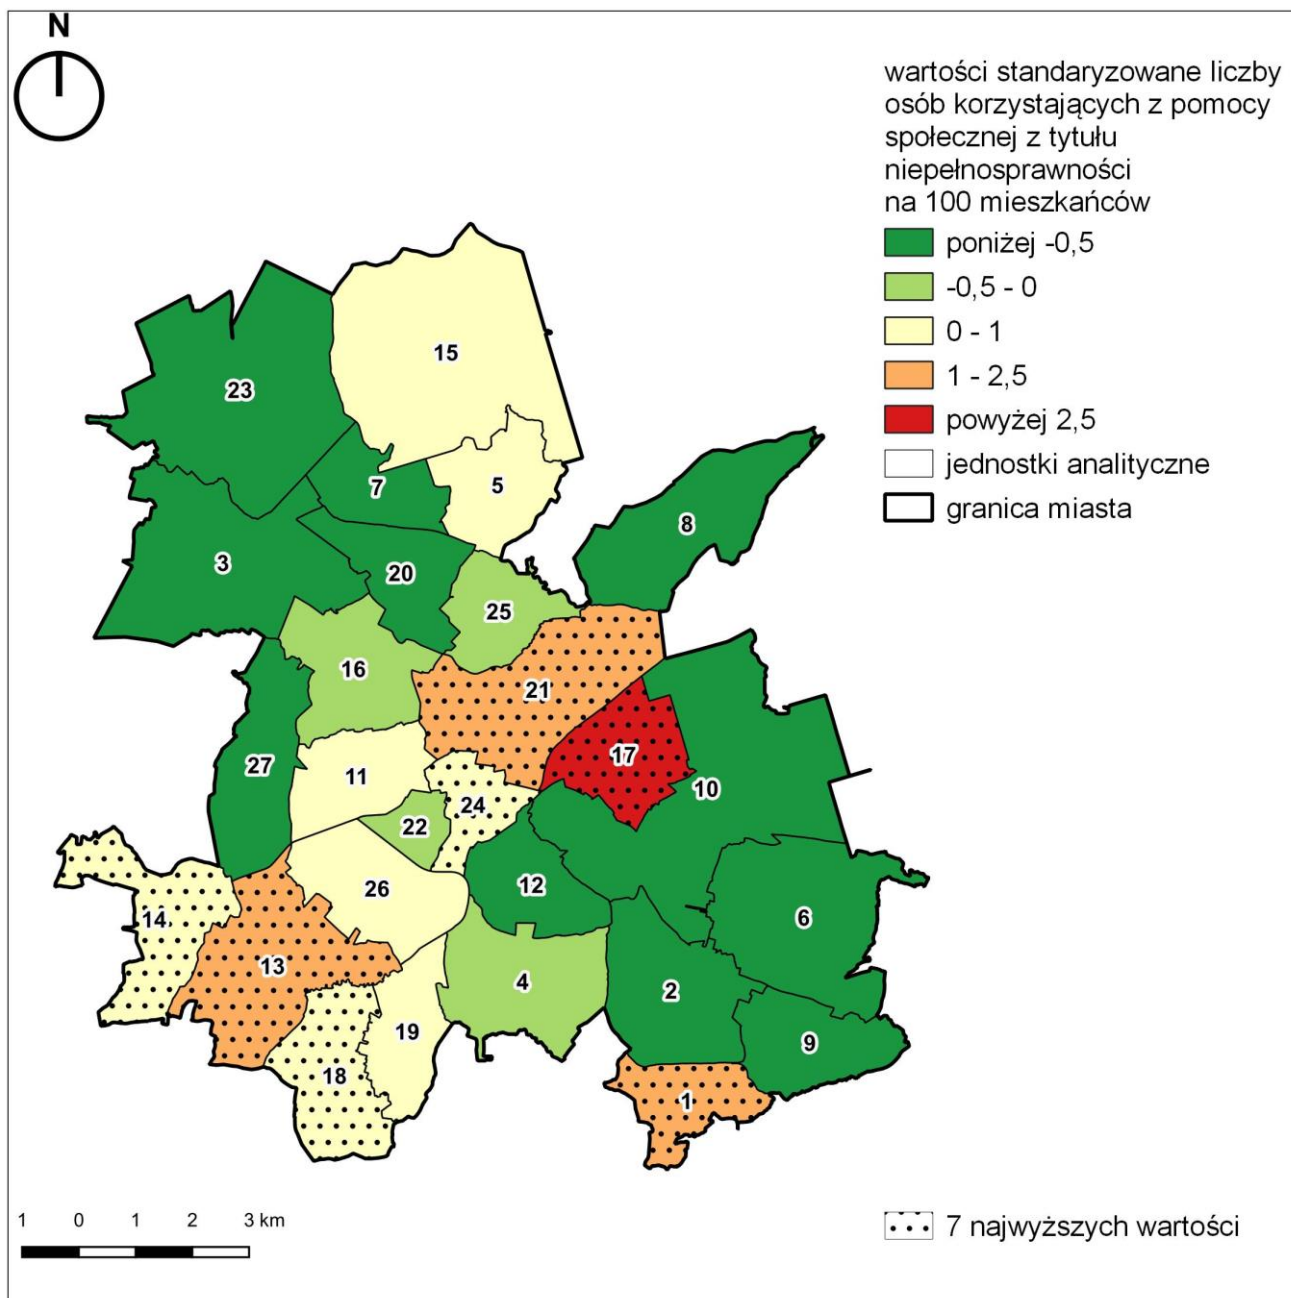 N
wartości standaryzowane liczby
osób korzystających z pomocy
społecznej z tytułu
niepełnosprawności
na 100 mieszkańców
poniżej -0,5
-0,5 - 0
0 - 1
1 - 2,5
powyżej 2,5
jednostki analityczne
granica miasta
15
23
5
7
8
3
20
25
16
21
17
27
11
10
24
22
12
26
6
14
13
4
2
19
9
18
1
1 0 1 2 3 km
7 najwyższych wartości